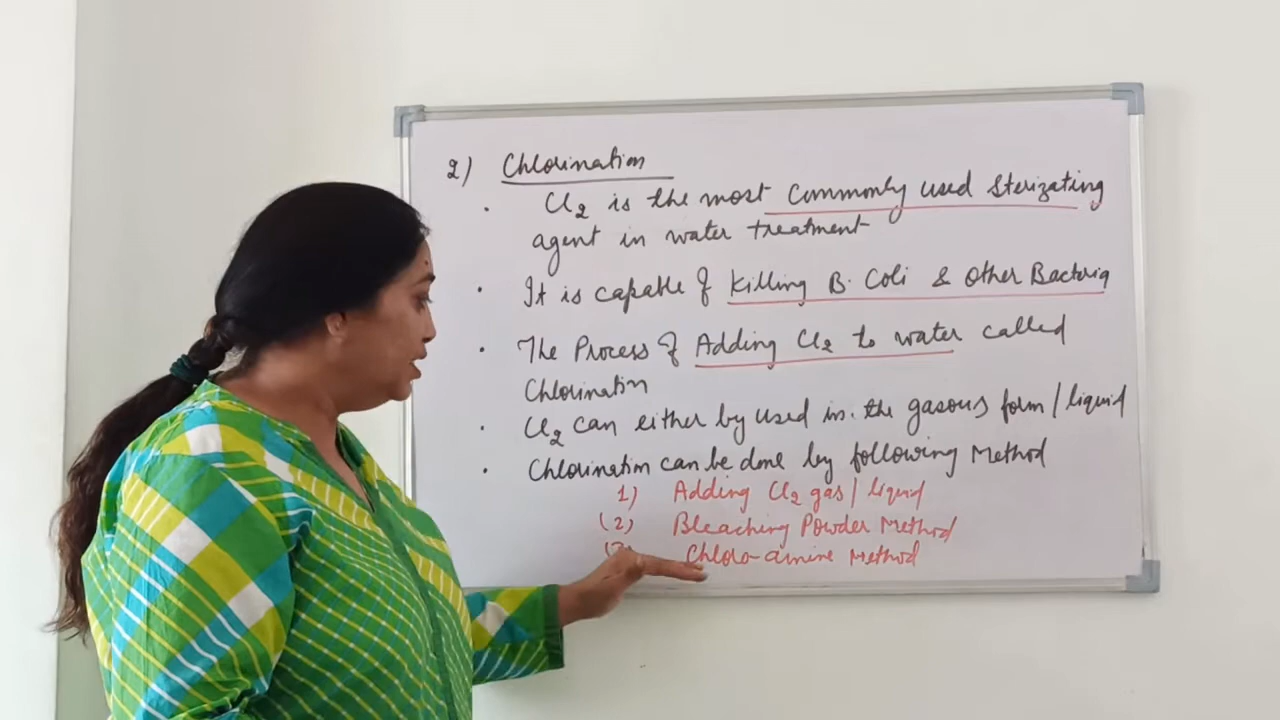 2) Chlorination
• Cl2 is the most commonly used sterizating
agent in water treatment
• It is capable of killing B. Coli & other Bacteria
• The Process of Adding Cl2 to water called
Chlorination
• Cl2 can either by used in the gasous form / liquid
• Chlorination can be done by following Method
1) Adding Cl2 gas / liquid
(2) Bleaching Powder Method
Chloro-amine Method